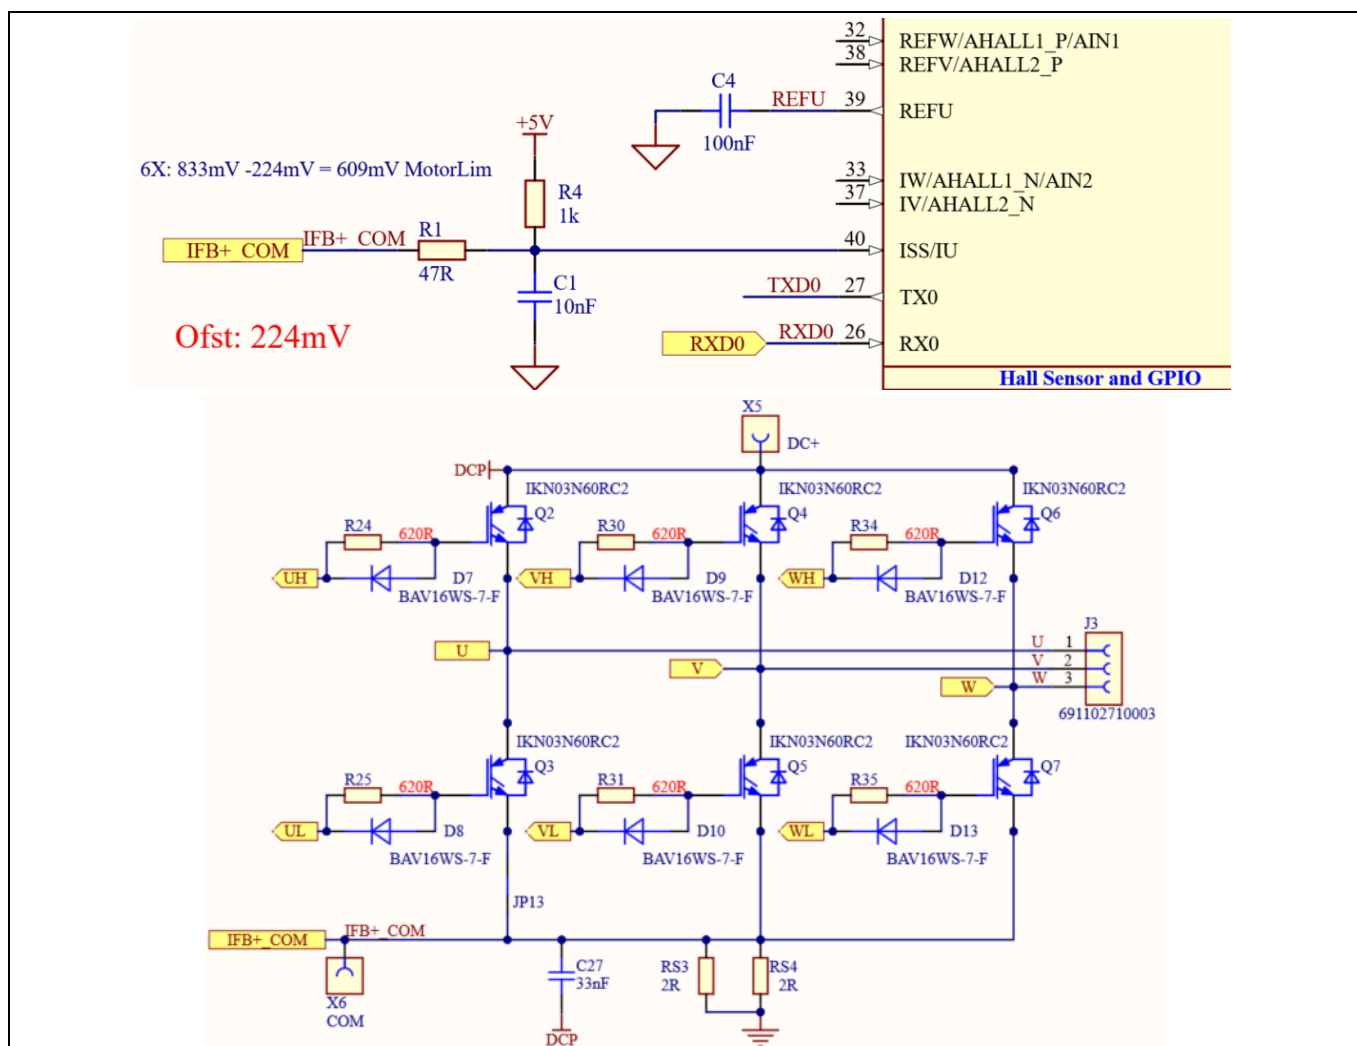 32
REFW/AHALL1_P/AIN1
38
REFV/AHALL2_P
C4
REFU
39
REFU
100nF
+5V
6X: 833mV -224mV = 609mV MotorLim
33
IW/AHALL1_N/AIN2
R4
37
IV/AHALL2_N
1k
R1
IFB+_COM
IFB+_COM
40
ISS/IU
47R
C1
TXD0
27
TX0
10nF
Ofst: 224mV
RXD0
RXD0
26
RX0
Hall Sensor and GPIO
X5
DC+
DCP
IKN03N60RC2
IKN03N60RC2
IKN03N60RC2
Q2
Q4
Q6
R24
620R
R30
620R
R34
620R
UH
D7
VH
D9
WH
D12
BAV16WS-7-F
BAV16WS-7-F
BAV16WS-7-F
J3
U
U
1
V
V
2
W
W
3
691102710003
IKN03N60RC2
IKN03N60RC2
IKN03N60RC2
Q3
Q5
Q7
R25
620R
R31
620R
R35
620R
UL
D8
VL
D10
WL
D13
BAV16WS-7-F
BAV16WS-7-F
BAV16WS-7-F
JP13
IFB+_COM
IFB+_COM
C27
33nF
RS3
2R
RS4
2R
X6
COM
DCP